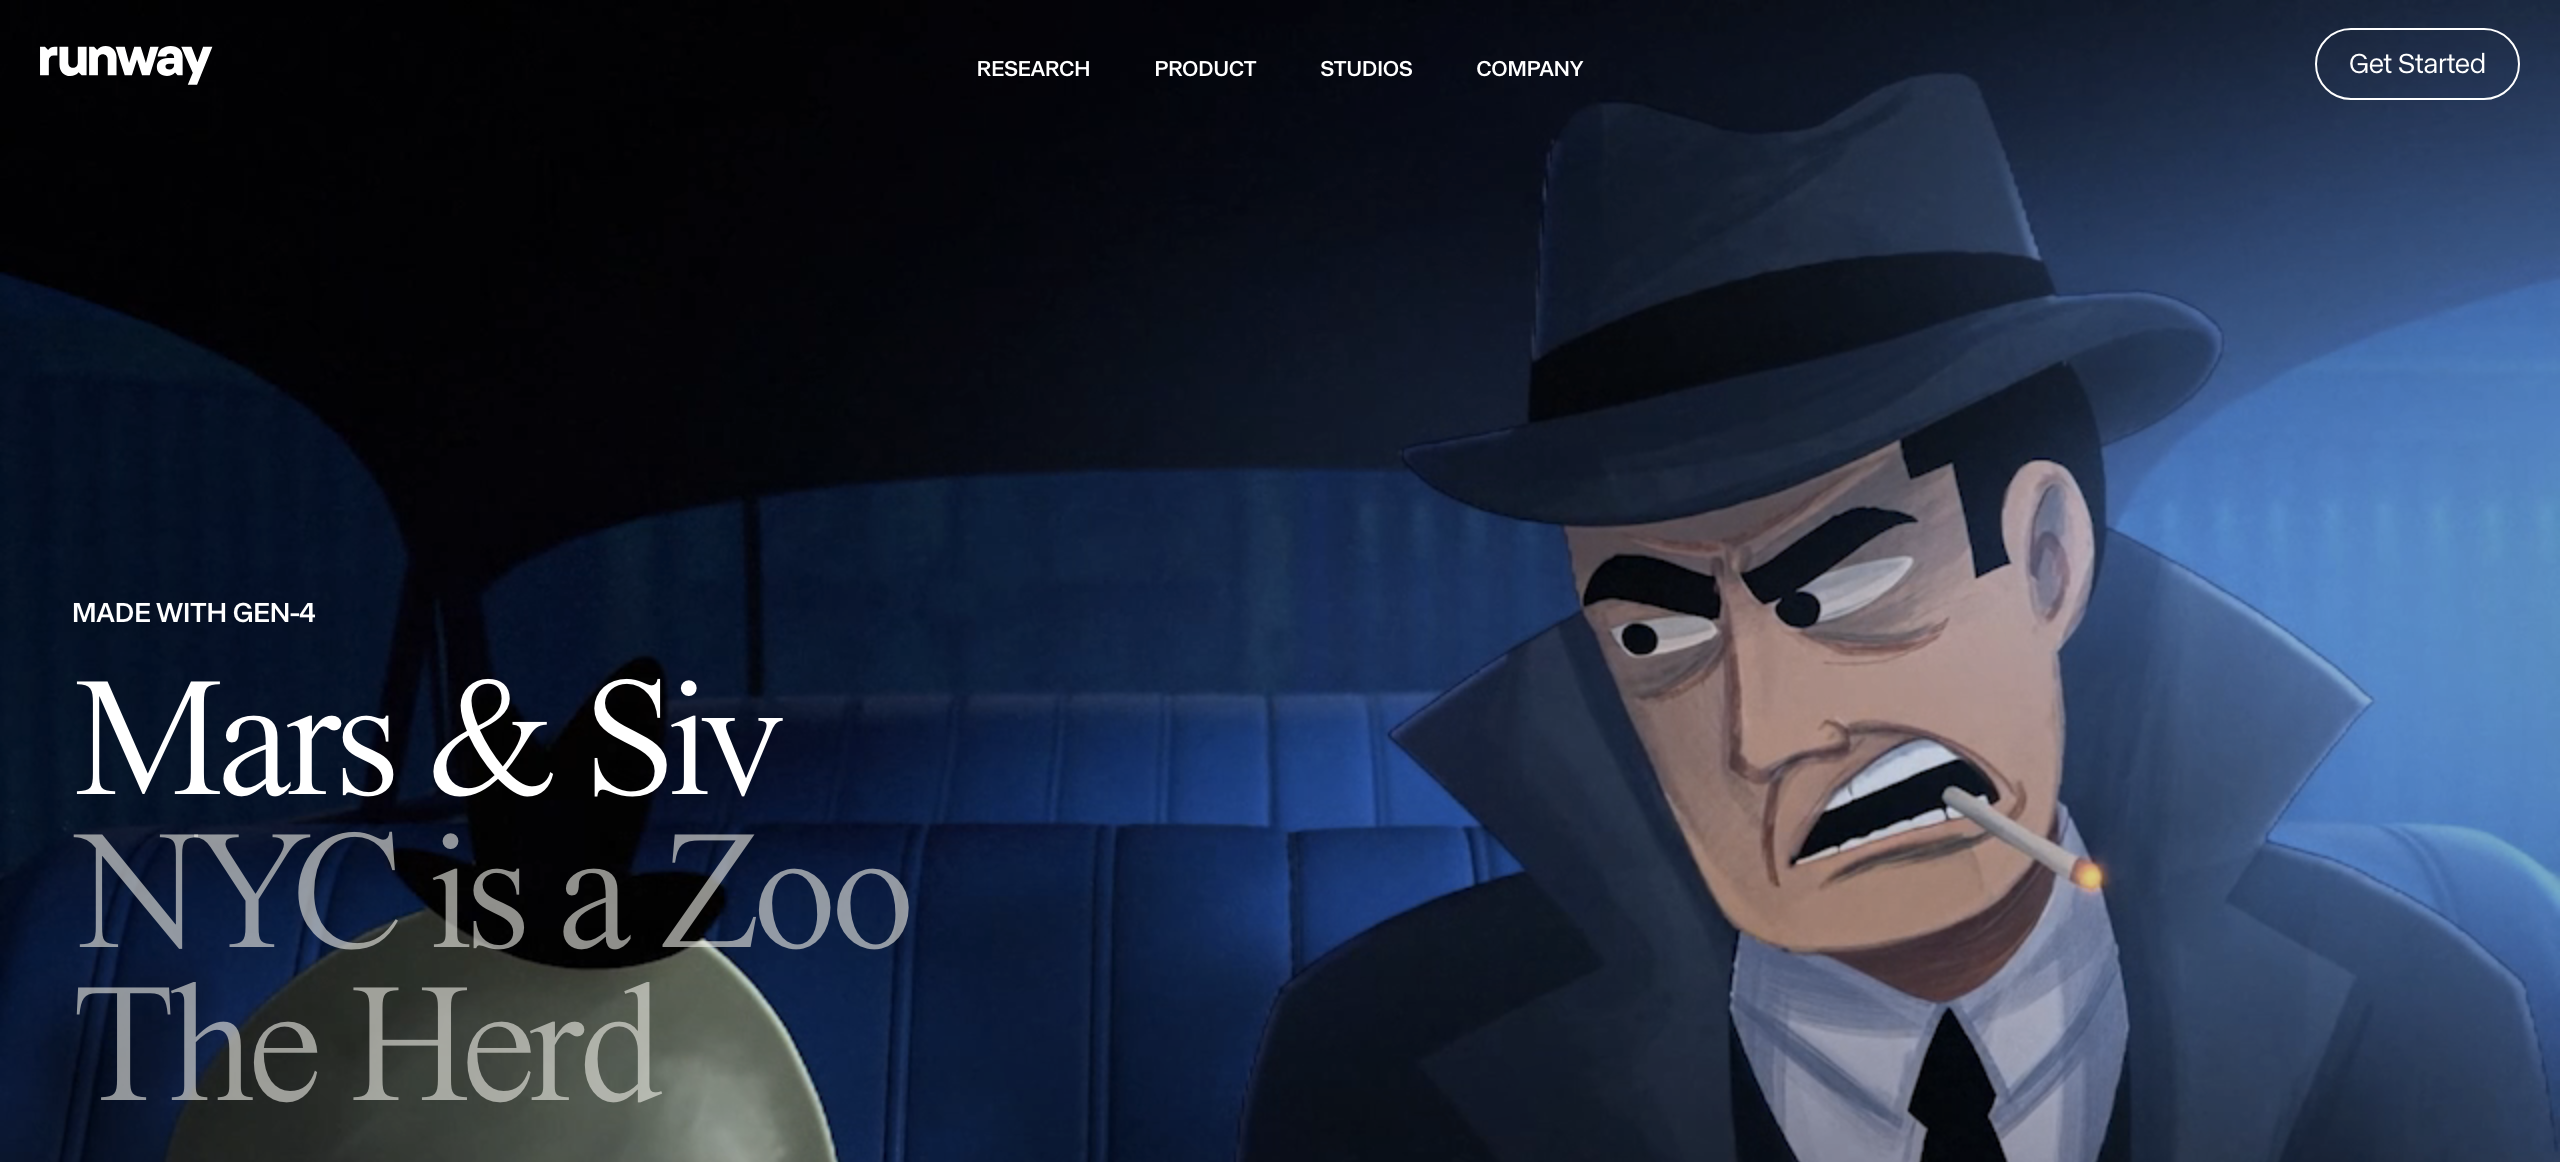 runway
RESEARCH PRODUCT STUDIOS COMPANY
Get Started
MADE WITH GEN-4
Mars & Siv
NYC is a Zoo
The Herd